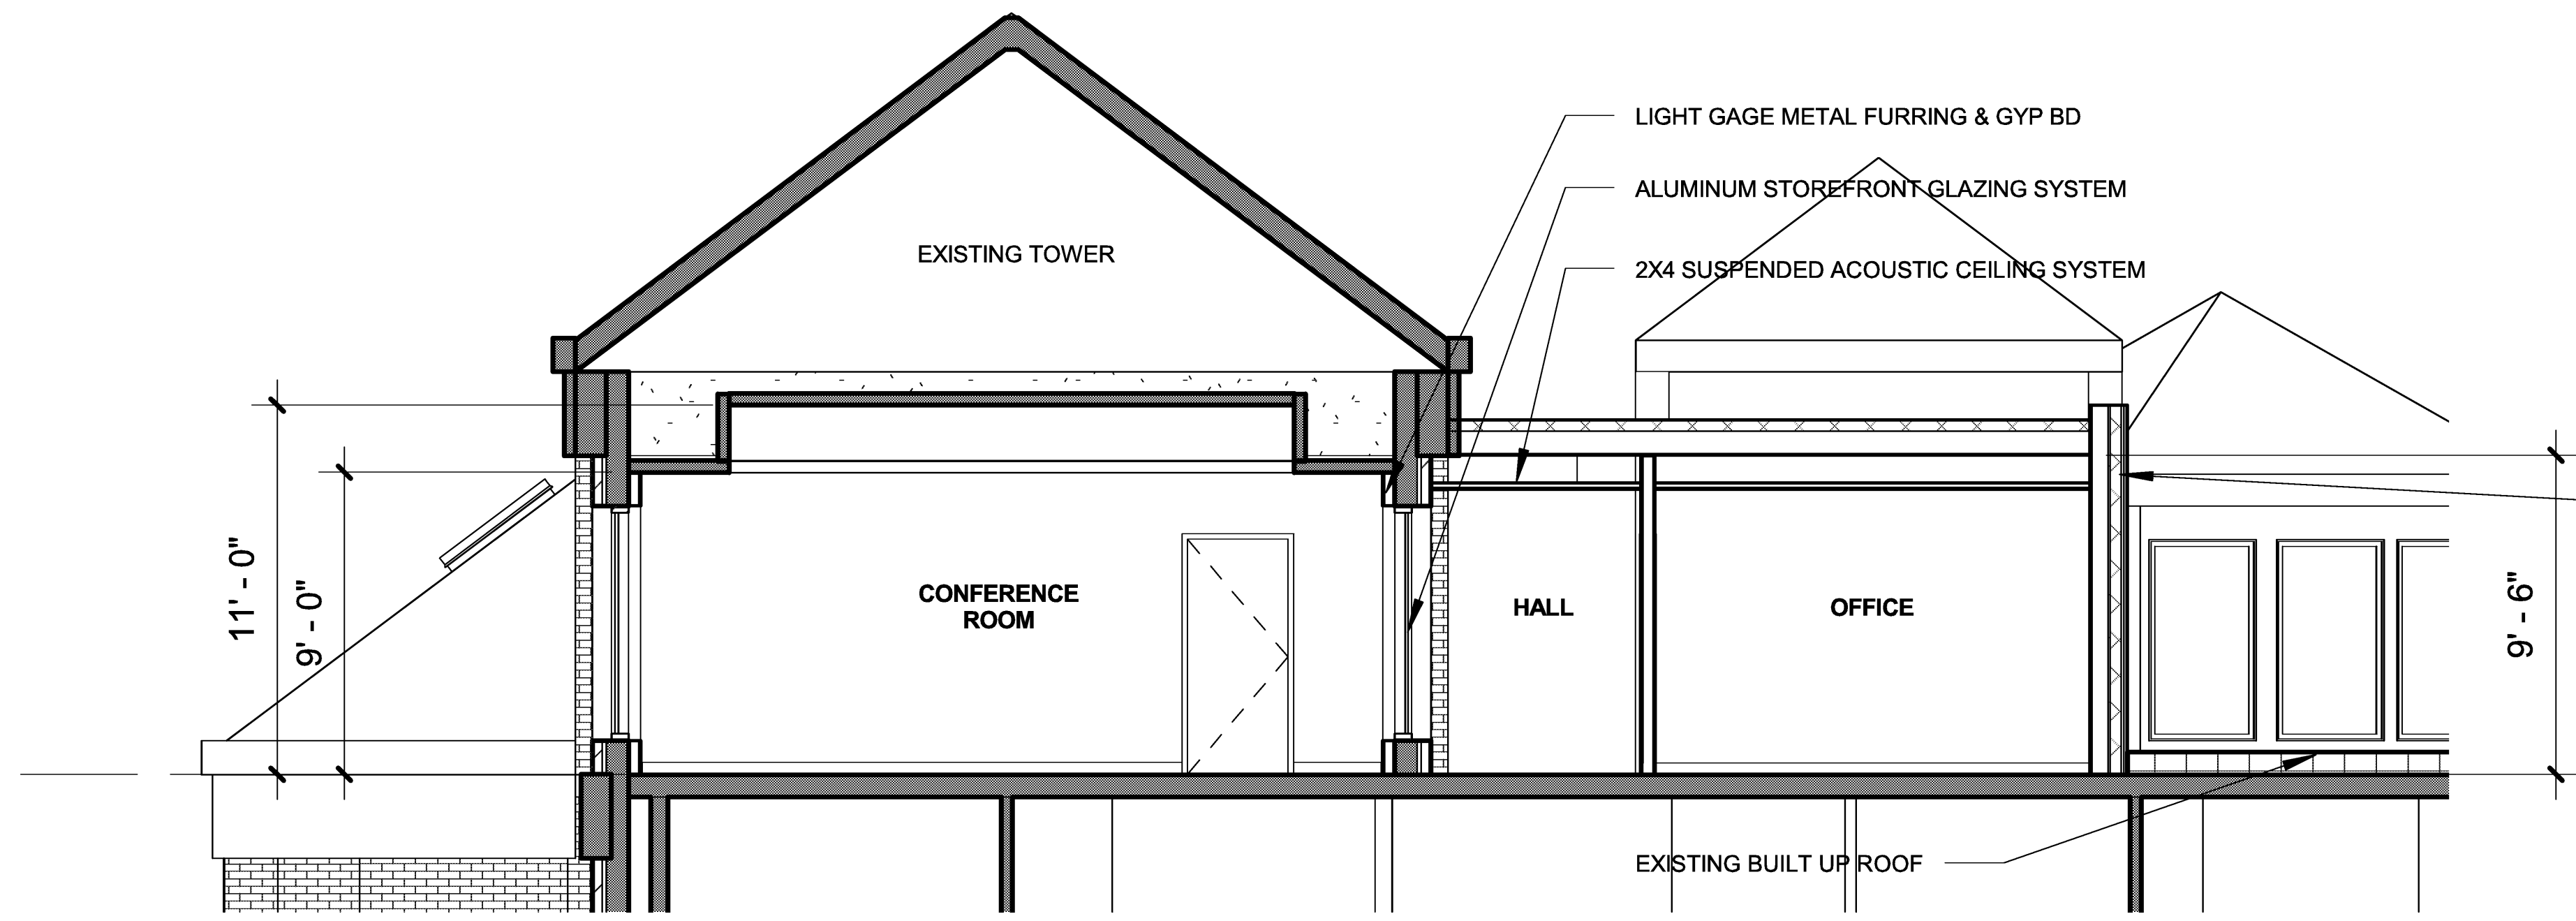 LIGHT GAGE METAL FURRING & GYP BD
ALUMINUM STOREFRONT GLAZING SYSTEM
EXISTING TOWER
2X4 SUSPENDED ACOUSTIC CEILING SYSTEM
11' - 0"
9' - 0"
CONFERENCE
ROOM
HALL
OFFICE
9' - 6"
EXISTING BUILT UP ROOF